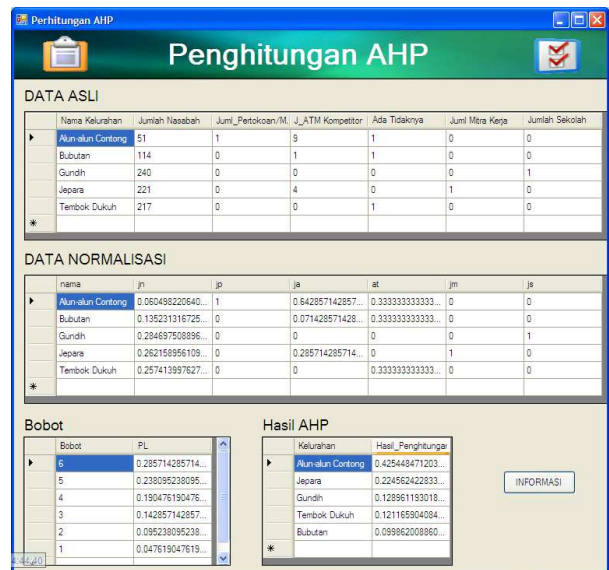 Perhitungan AHP
Penghitungan AHP
DATA ASLI
Nama Kelurahan Jumlah Nasabah Juml_Pertokoan/M. J_ATM Kompetitor Ada Tidaknya Juml Mitra Kerja Jumlah Sekolah
Alun-alun Contong 51 1 9 1 0 0
Bubutan 114 0 1 1 0 0
Gundih 240 0 0 0 0 1
Jepara 221 0 4 0 1 0
Tembok Dukuh 217 0 0 1 0 0
DATA NORMALISASI
nama jn jp ja at jm js
Alun-alun Contong 0.060498220640... 1 0.642857142857... 0.333333333333... 0 0
Bubutan 0.135231316725... 0 0.071428571428... 0.333333333333... 0 0
Gundih 0.284697508896... 0 0 0 0 1
Jepara 0.262158956109... 0 0.285714285714... 0 1 0
Tembok Dukuh 0.257413997627... 0 0 0.333333333333... 0 0
Bobot
Bobot PL
6 0.285714285714...
5 0.238095238095...
4 0.190476190476...
3 0.142857142857...
2 0.095238095238...
1 0.047619047619...
4:44:40
Hasil AHP
Kelurahan Hasil_Penghitungar
Alun-alun Contong 0.425448471203...
Jepara 0.224562422833...
Gundih 0.128961193018...
Tembok Dukuh 0.121165904084...
Bubutan 0.099862008860...
INFORMASI